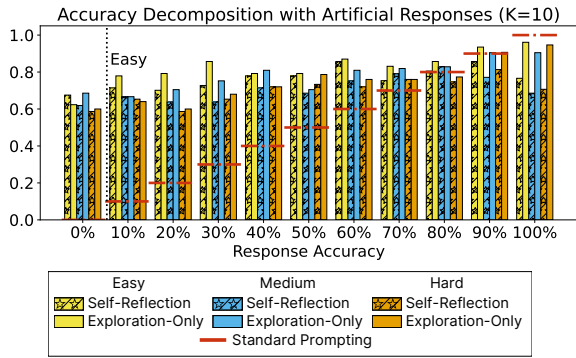 Accuracy Decomposition with Artificial Responses (K=10)
1.0
0.8
0.6
0.4
0.2
0.0
Easy
0% 10% 20% 30% 40% 50% 60% 70% 80% 90% 100%
Response Accuracy
Easy Medium Hard
Self-Reflection Self-Reflection Self-Reflection
Exploration-Only Exploration-Only Exploration-Only
Standard Prompting